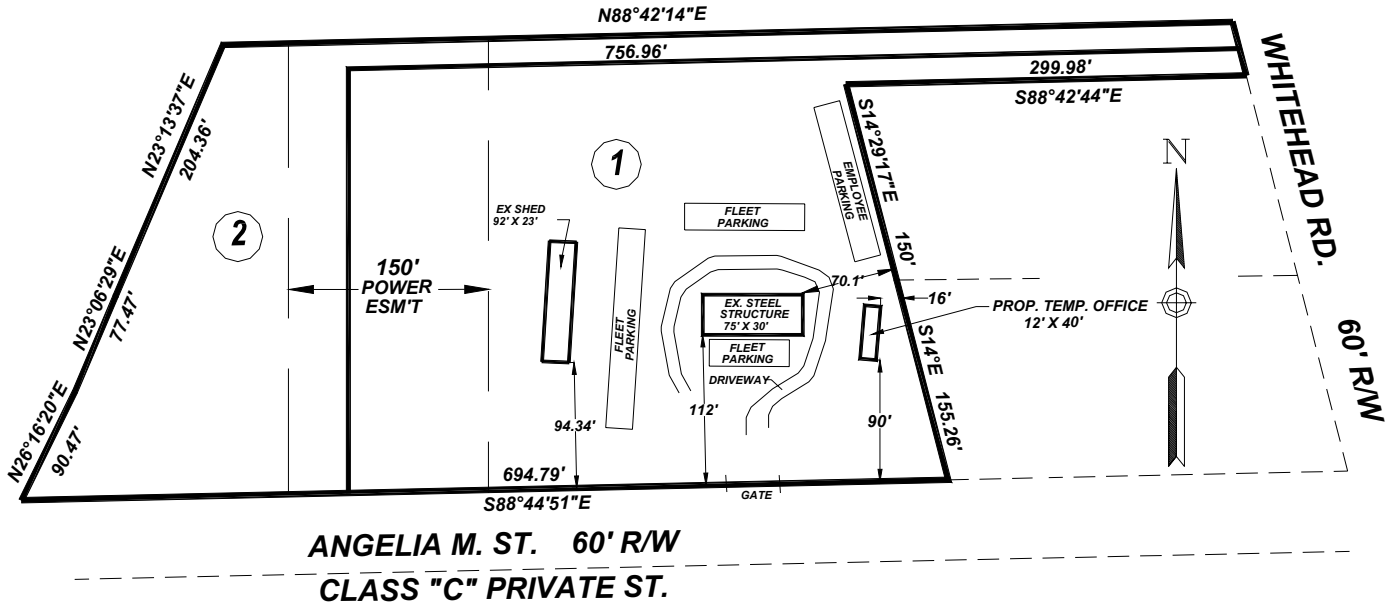 N88°42'14"E
756.96'
299.98'
S88°42'44"E
WHITEHEAD RD.
60' R/W
N23°13'37"E
204.36'
S14°29'17"E
150'
1
EMPLOYEE
PARKING
N
EX SHED
92' X 23'
FLEET
PARKING
2
150'
POWER
ESM'T
70.1'
16'
EX. STEEL
STRUCTURE
75' X 30'
PROP. TEMP. OFFICE
12' X 40'
N23°06'29"E
77.47'
FLEET
PARKING
FLEET
PARKING
S14°E
155.26'
DRIVEWAY
N26°16'20"E
90.47'
94.34'
112'
90'
694.79'
S88°44'51"E
GATE
ANGELIA M. ST. 60' R/W
CLASS "C" PRIVATE ST.